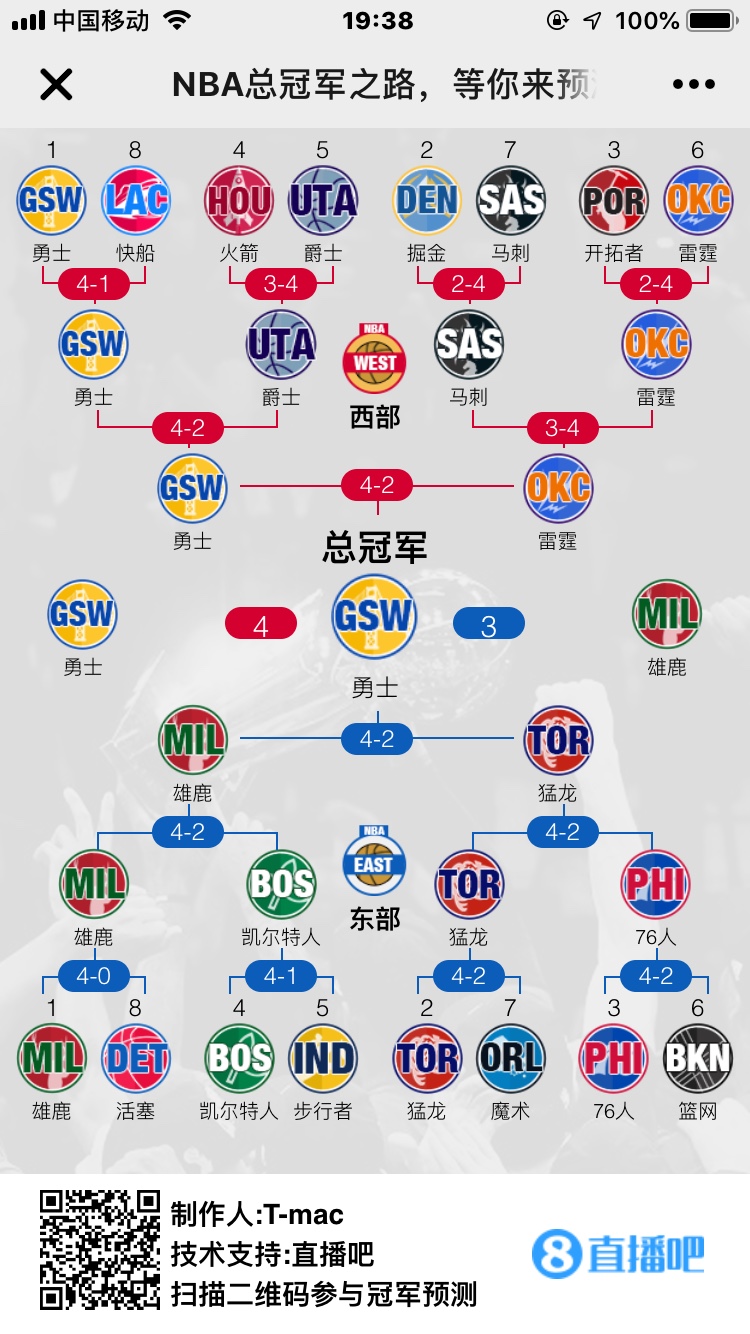 中国移动 19:38 100%
NBA总冠军之路，等你来预
1 8 4 5 2 7 3 6
GSW LAC HOU UTA DEN SAS POR OKC
勇士 快船 火箭 爵士 掘金 马刺 开拓者 雷霆
4-1 3-4 2-4 2-4
GSW UTA NBA WEST SAS OKC
勇士 爵士 西部 马刺 雷霆
4-2 3-4
GSW 4-2 OKC
勇士 总冠军 雷霆
GSW 4 GSW 3 MIL
勇士 勇士 雄鹿
MIL 4-2 TOR
雄鹿 猛龙
4-2 4-2
MIL BOS NBA EAST TOR PHI
雄鹿 凯尔特人 东部 猛龙 76人
4-0 4-1 4-2 4-2
1 8 4 5 2 7 3 6
MIL DET BOS IND TOR ORL PHI BKN
雄鹿 活塞 凯尔特人 步行者 猛龙 魔术 76人 篮网
制作人:T-mac
技术支持:直播吧
扫描二维码参与冠军预测
8直播吧